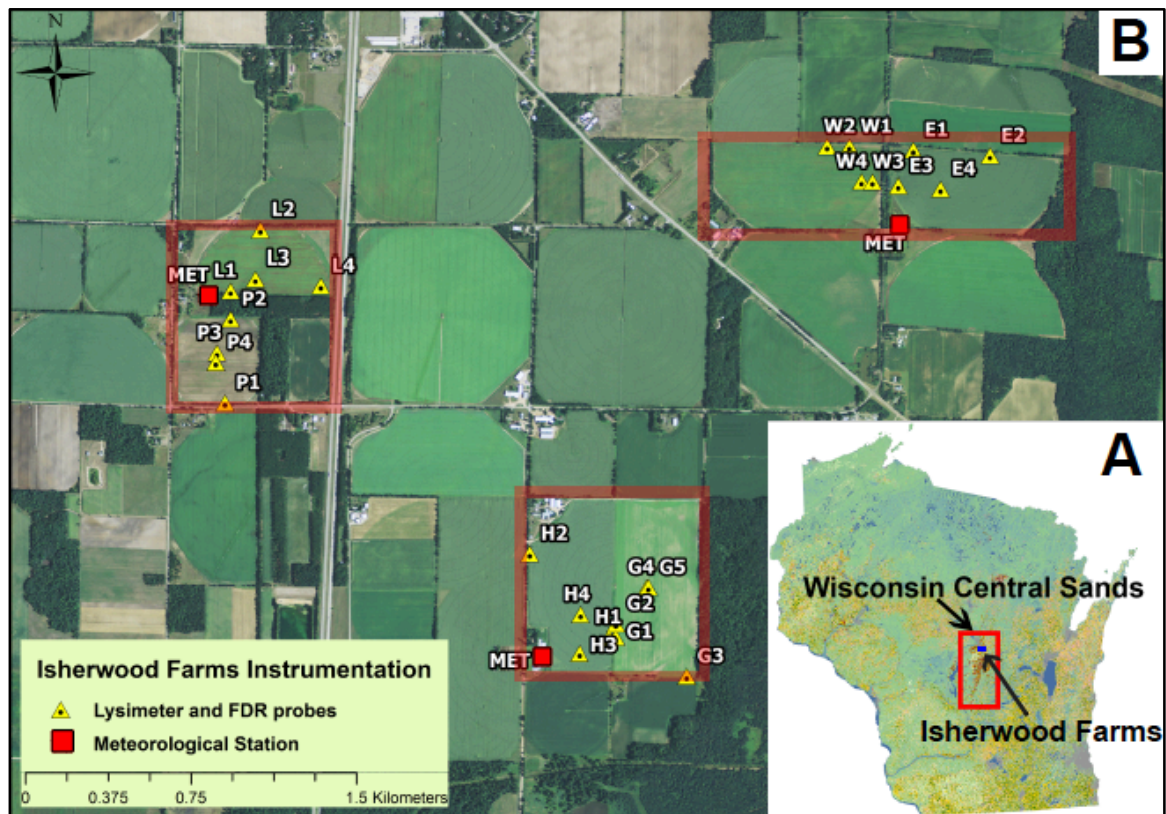 N
B
W2 W1 E1 E2
W4 W3 E3 E4
MET
L2
L3 L4
MET L1
P2
P3 P4
P1
H2
G4 G5
H4 G2
H1
G1
MET H3 G3
A
Wisconsin Central Sands
Isherwood Farms
Isherwood Farms Instrumentation
Lysimeter and FDR probes
Meteorological Station
0 0.375 0.75 1.5 Kilometers